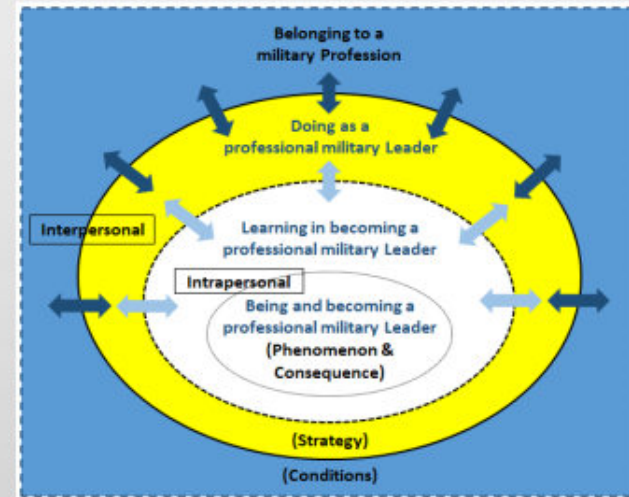 Belonging to a
military Profession
Doing as a
professional military Leader
Learning in becoming a
Interpersonal
professional military Leader
Intrapersonal
Being and becoming a
professional military Leader
(Phenomenon &
Consequence)
(Strategy)
(Conditions)